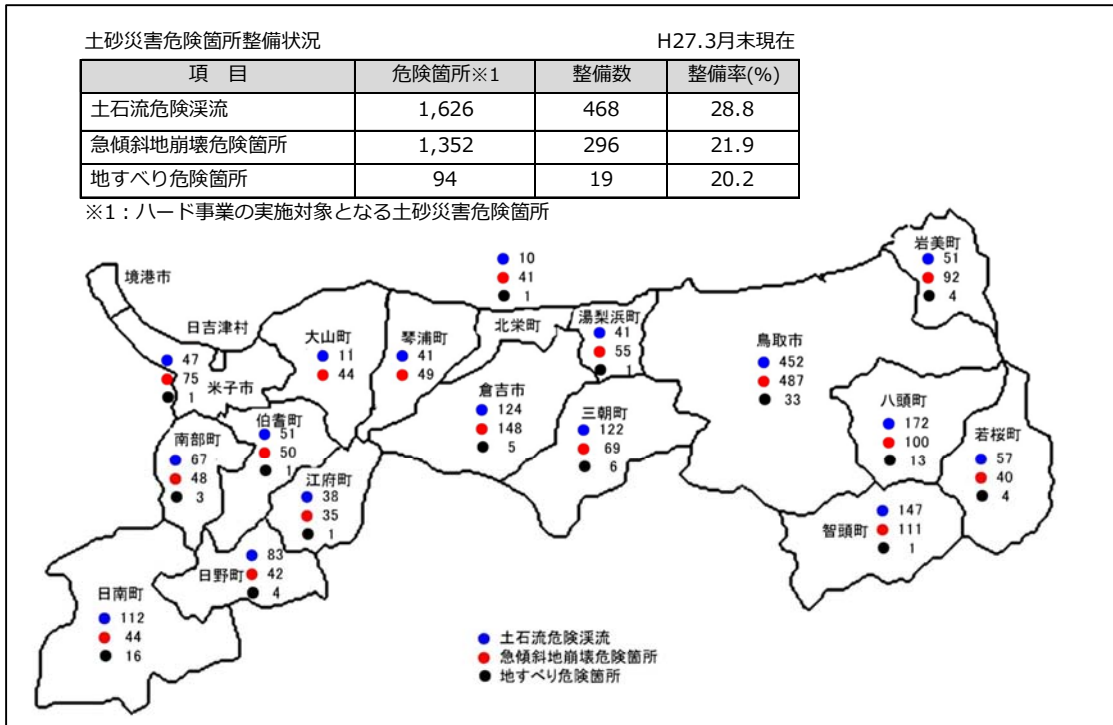 土砂災害危険箇所整備状況 H27.3月末現在
項　目 危険箇所※1 整備数 整備率(%)
土石流危険渓流 1,626 468 28.8
急傾斜地崩壊危険箇所 1,352 296 21.9
地すべり危険箇所 94 19 20.2
※1：ハード事業の実施対象となる土砂災害危険箇所
岩美町
51
92
4
10
41
1
北栄町
境港市
日吉津村
47
75
1
米子市
大山町
11
44
琴浦町
41
49
湯梨浜町
41
55
1
鳥取市
452
487
33
倉吉市
124
148
5
三朝町
122
69
6
八頭町
172
100
13
若桜町
57
40
4
伯耆町
51
50
1
南部町
67
48
3
江府町
38
35
1
智頭町
147
111
1
日野町
83
42
4
日南町
112
44
16
土石流危険渓流
急傾斜地崩壊危険箇所
地すべり危険箇所